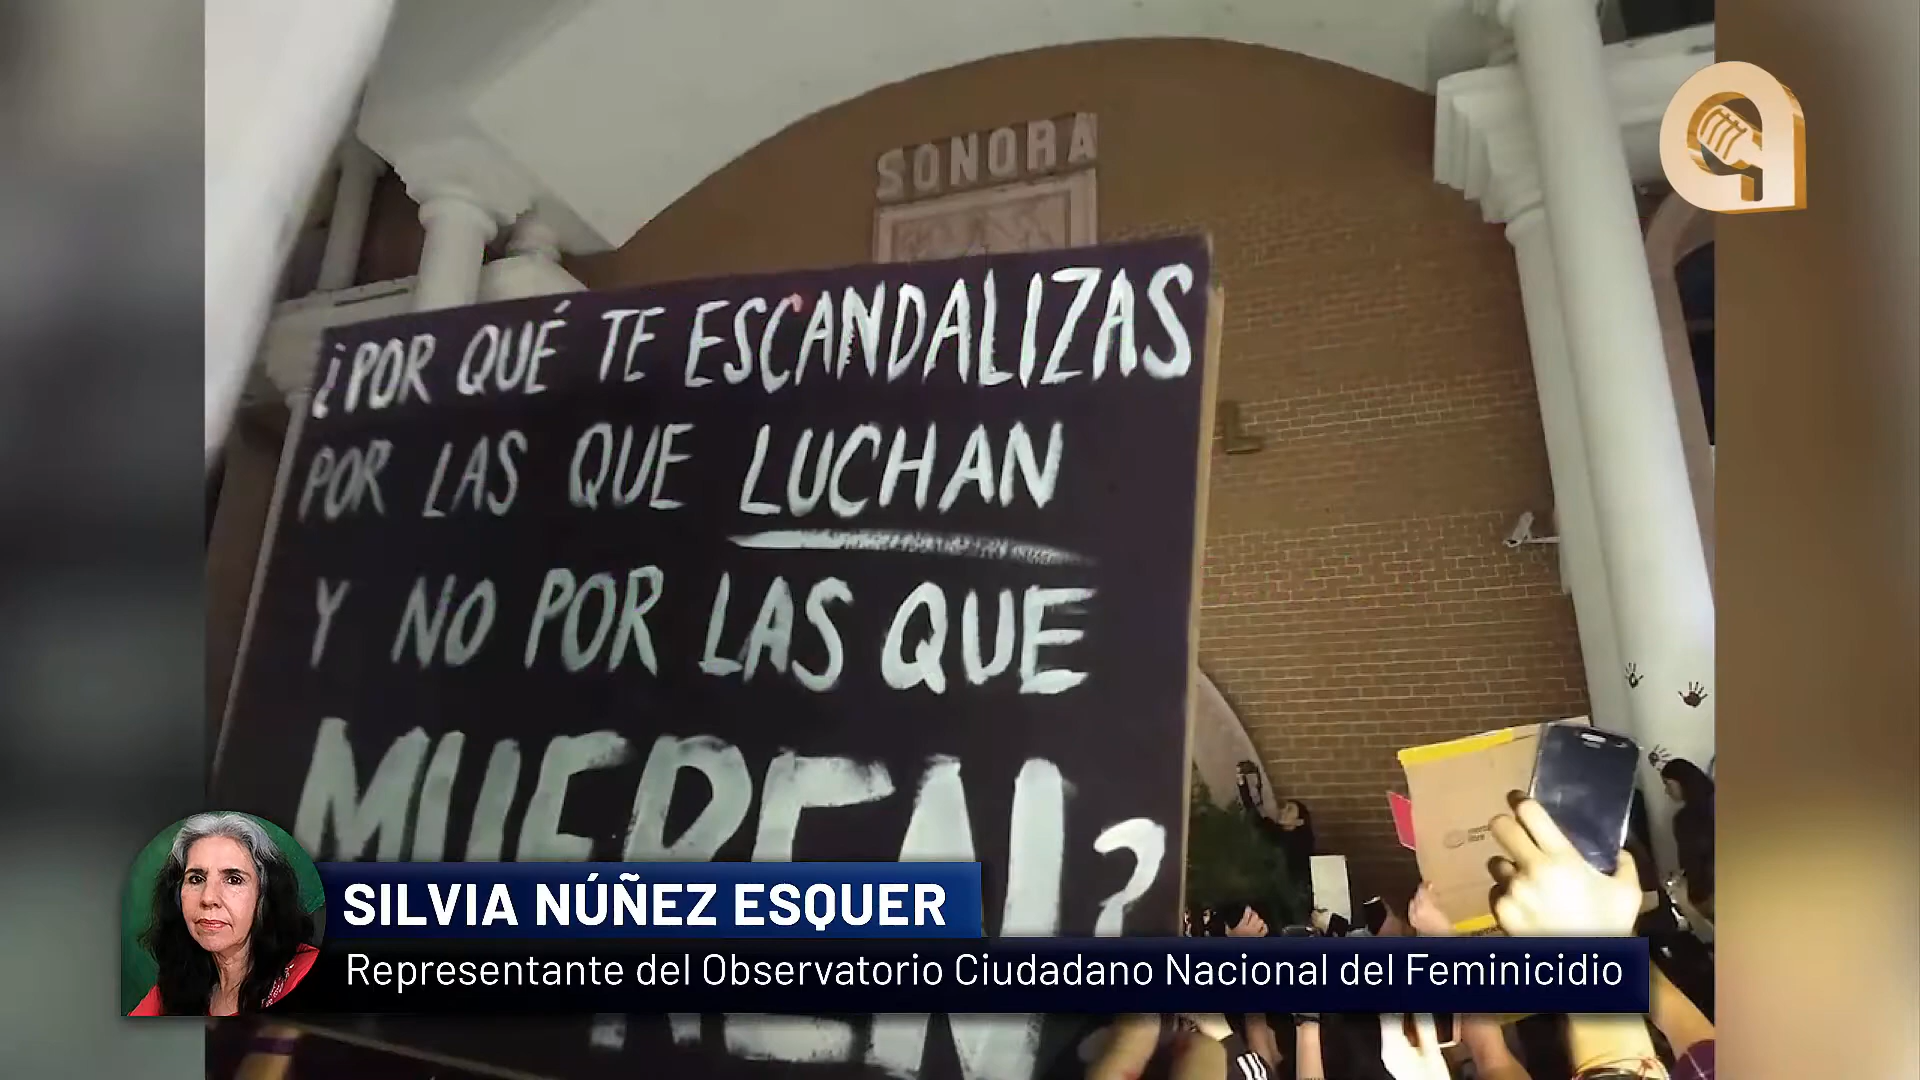 SONORA
¿POR QUÉ TE ESCANDALIZAS
POR LAS QUE LUCHAN
Y NO POR LAS QUE
MUEREN?
L
SILVIA NÚÑEZ ESQUER
Representante del Observatorio Ciudadano Nacional del Feminicidio